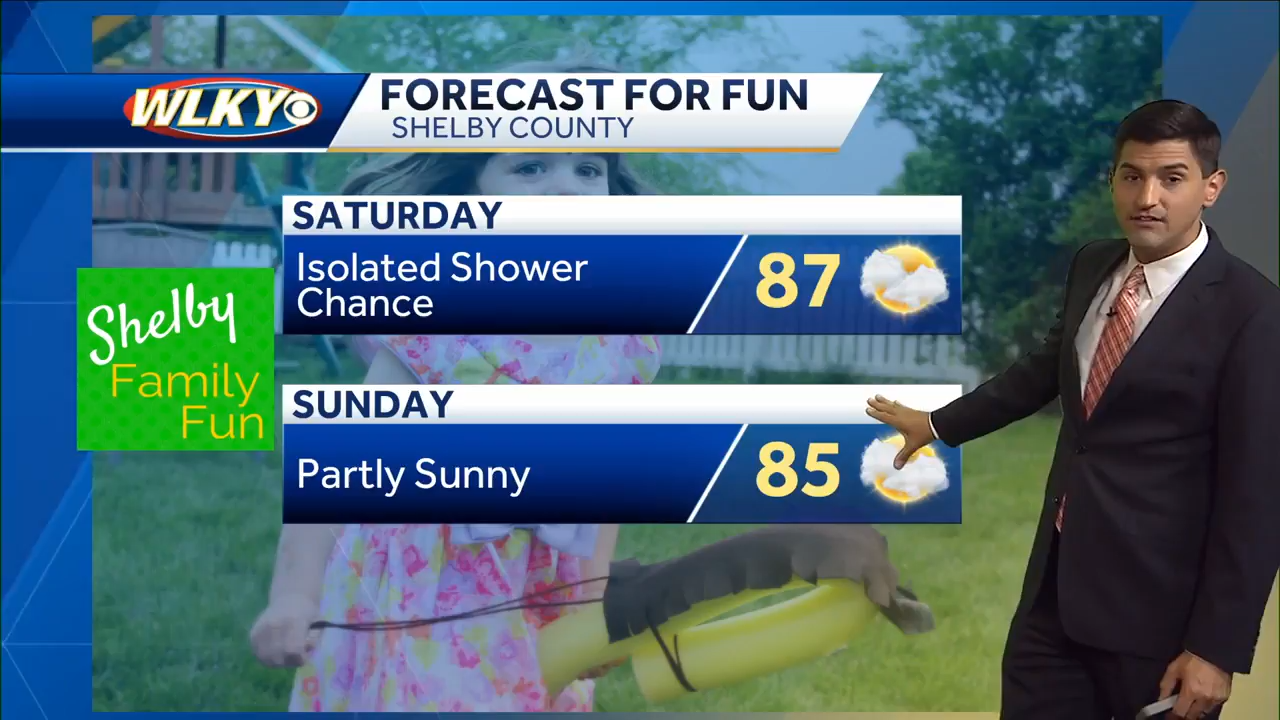 WLKY
FORECAST FOR FUN
SHELBY COUNTY
SATURDAY
Isolated Shower
Chance
87
Shelby
Family
Fun
SUNDAY
Partly Sunny
85